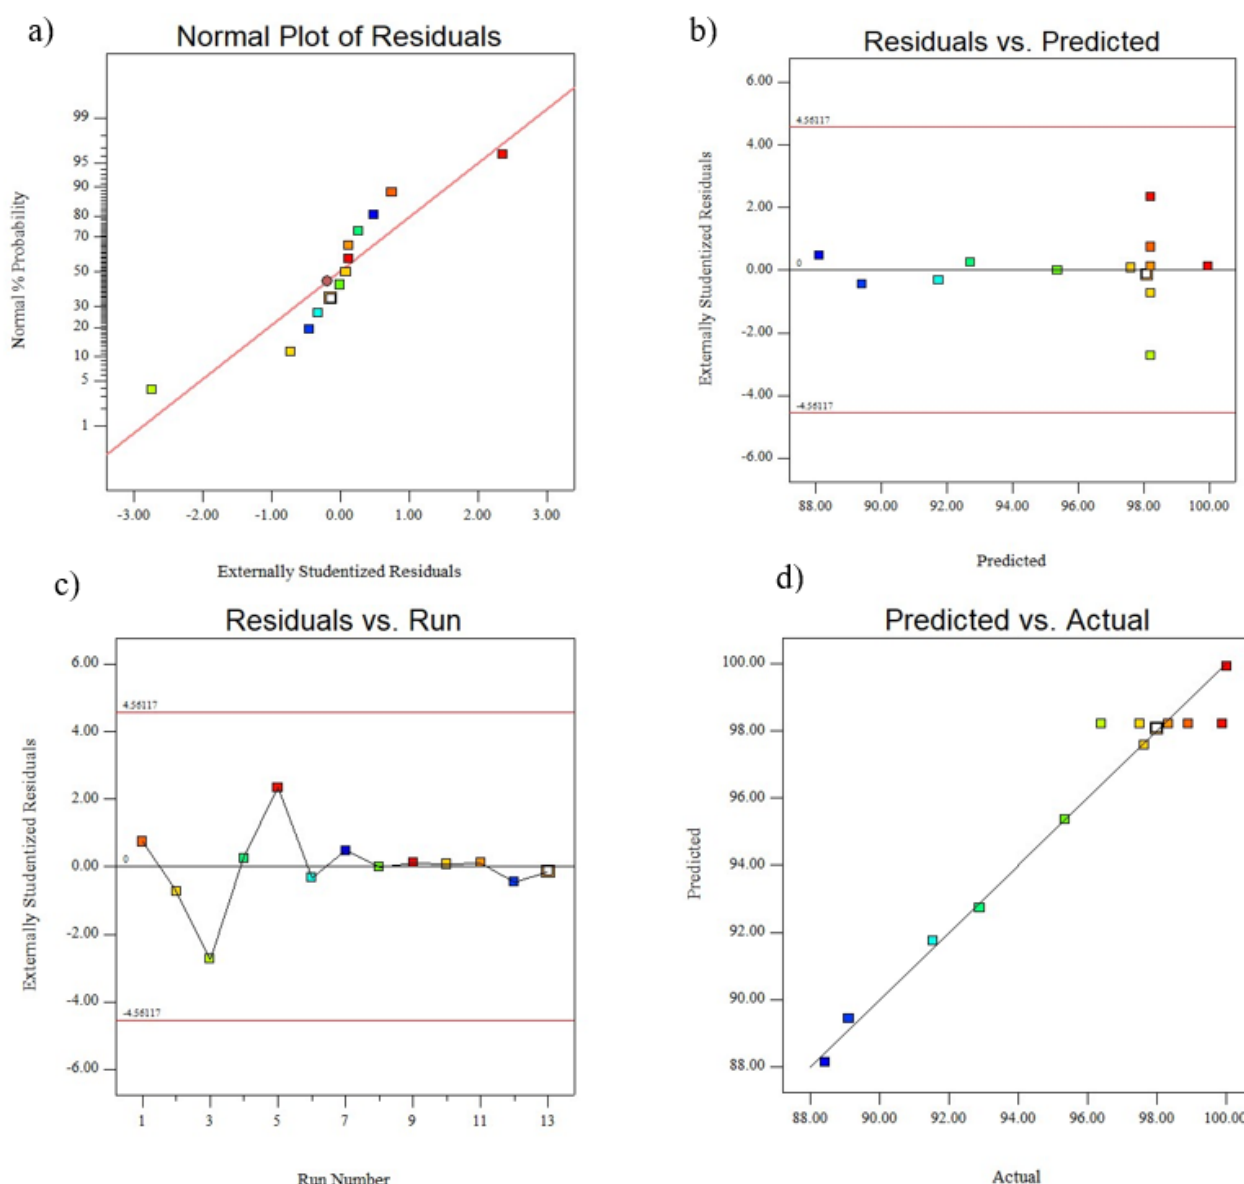 a)
Normal Plot of Residuals
Normal % Probability
99
95
90
80
70
50
30
20
10
5
1
-3.00 -2.00 -1.00 0.00 1.00 2.00 3.00
Externally Studentized Residuals
b)
Residuals vs. Predicted
Externally Studentized Residuals
6.00
4.56117
4.00
2.00
0.00
0
-2.00
-4.00
-4.56117
-6.00
88.00 90.00 92.00 94.00 96.00 98.00 100.00
Predicted
c)
Residuals vs. Run
Externally Studentized Residuals
6.00
4.56117
4.00
2.00
0.00
0
-2.00
-4.00
-4.56117
-6.00
1 3 5 7 9 11 13
Run Number
d)
Predicted vs. Actual
Predicted
100.00
98.00
96.00
94.00
92.00
90.00
88.00
88.00 90.00 92.00 94.00 96.00 98.00 100.00
Actual